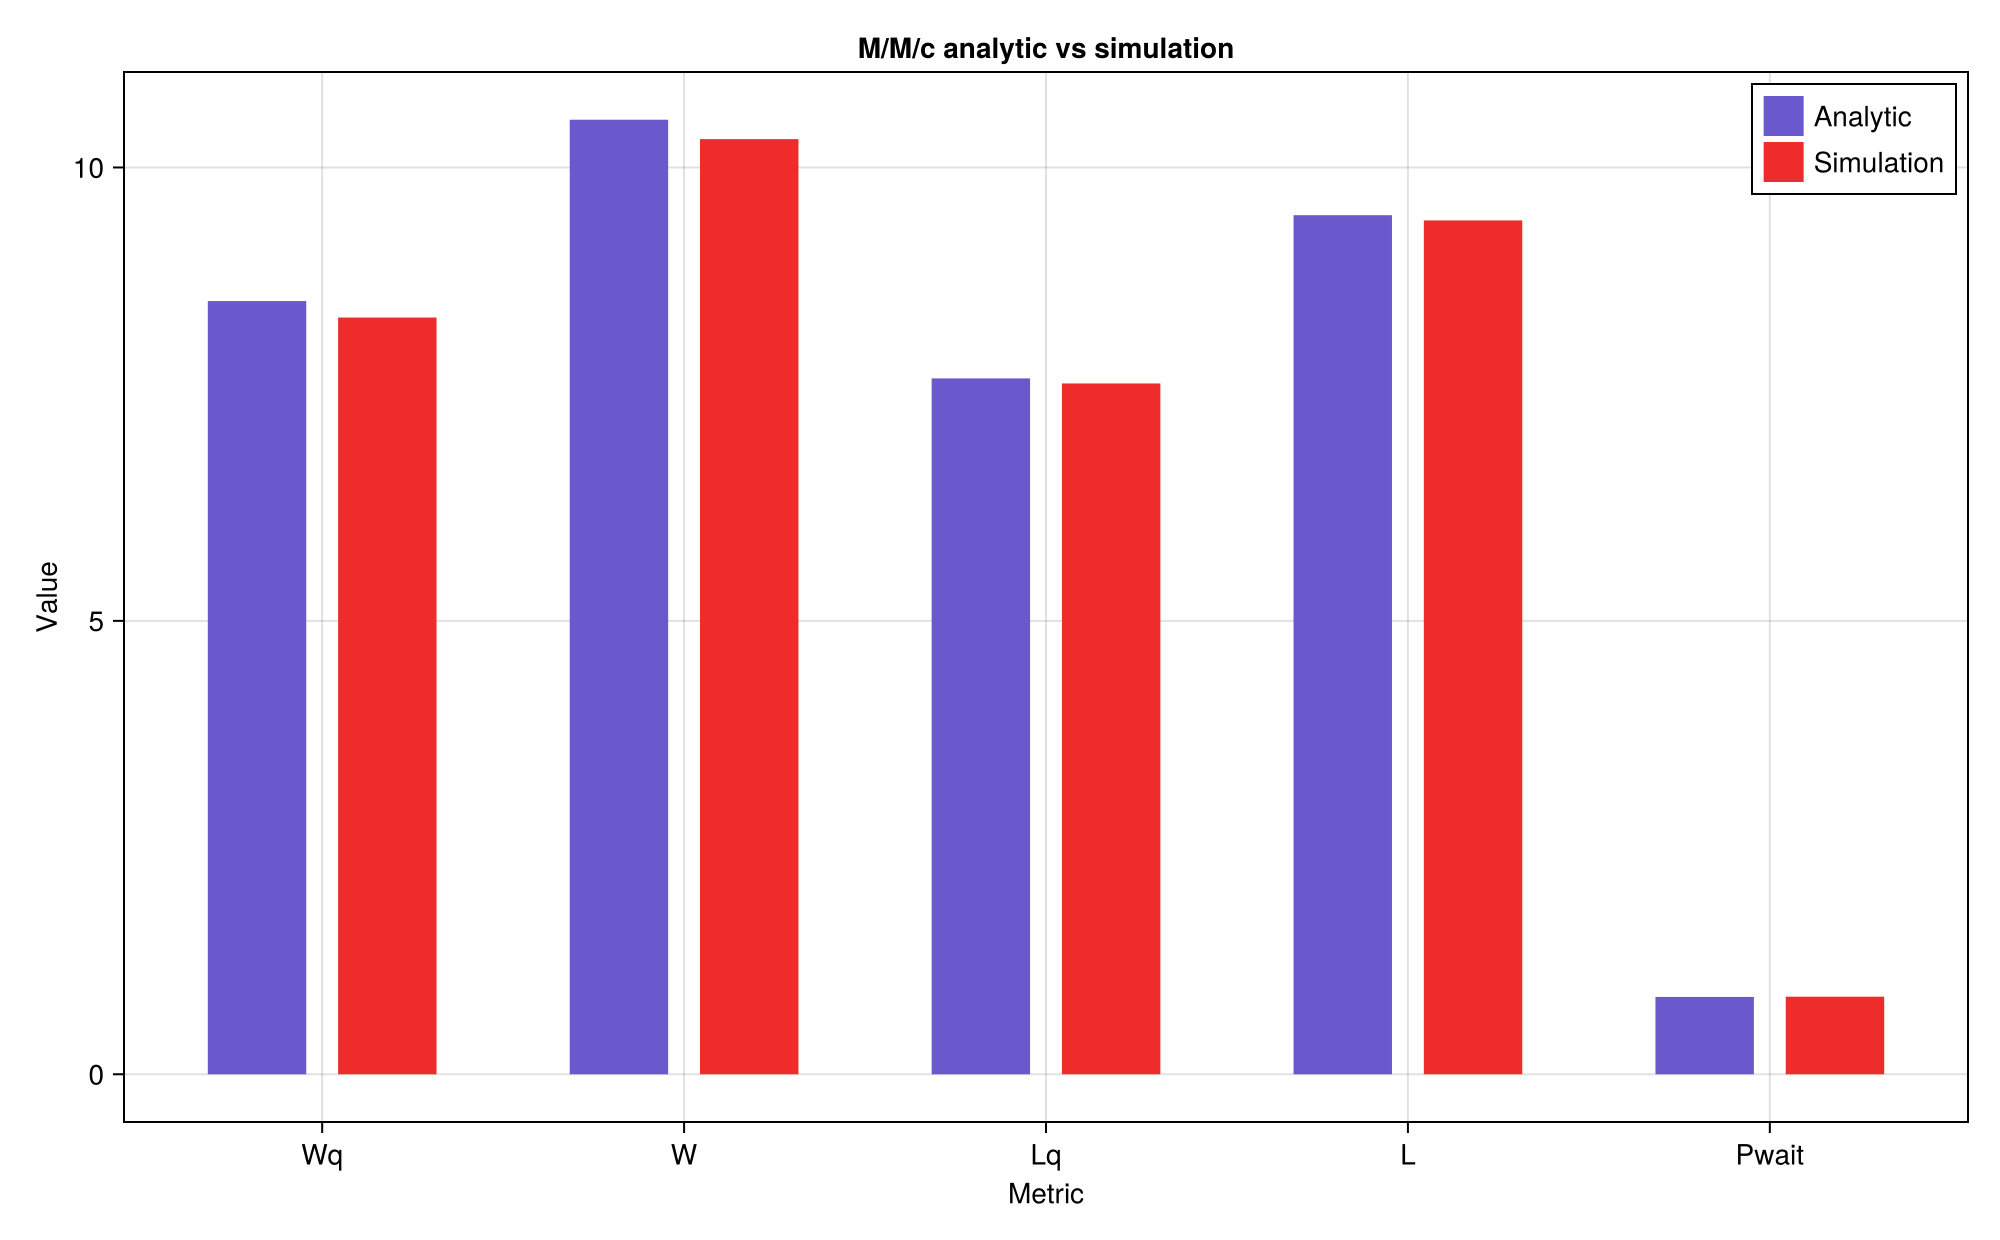 M/M/c analytic vs simulation
Analytic
Simulation
10
5
0
Value
Wq
W
Lq
L
Pwait
Metric